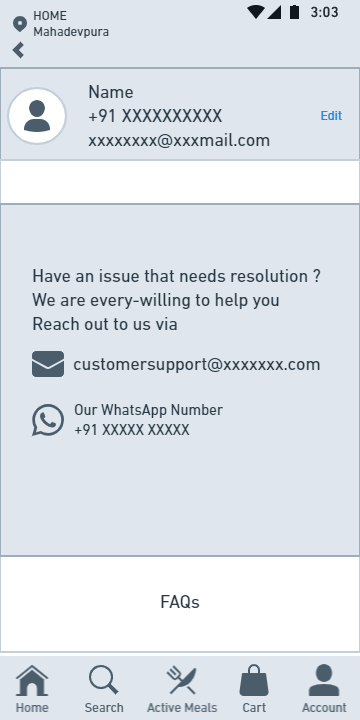 HOME
Mahadevpura
3:03
Name
+91 XXXXXXXXXX
xxxxxxxx@xxxmail.com
Edit
Have an issue that needs resolution ?
We are every-willing to help you
Reach out to us via
customersupport@xxxxxxx.com
Our WhatsApp Number
+91 XXXXX XXXXX
FAQs
Home
Search
Active Meals
Cart
Account